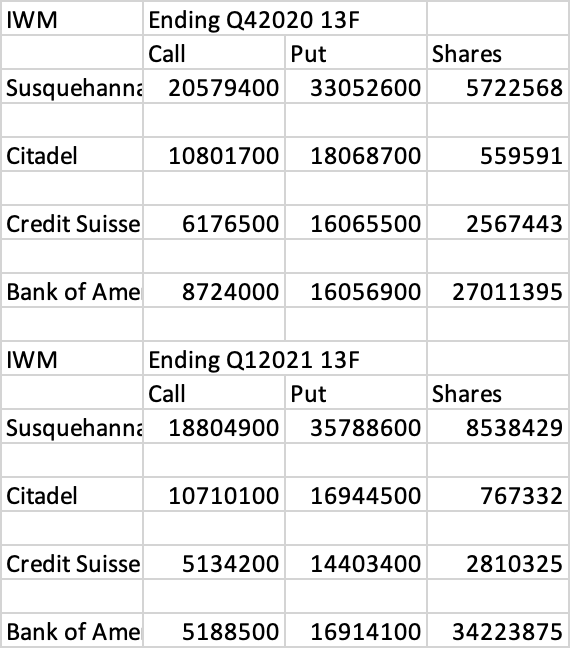 IWM Ending Q42020 13F
Call Put Shares
Susquehanna 20579400 33052600 5722568
Citadel 10801700 18068700 559591
Credit Suisse 6176500 16065500 2567443
Bank of Ame 8724000 16056900 27011395
IWM Ending Q12021 13F
Call Put Shares
Susquehanna 18804900 35788600 8538429
Citadel 10710100 16944500 767332
Credit Suisse 5134200 14403400 2810325
Bank of Ame 5188500 16914100 34223875